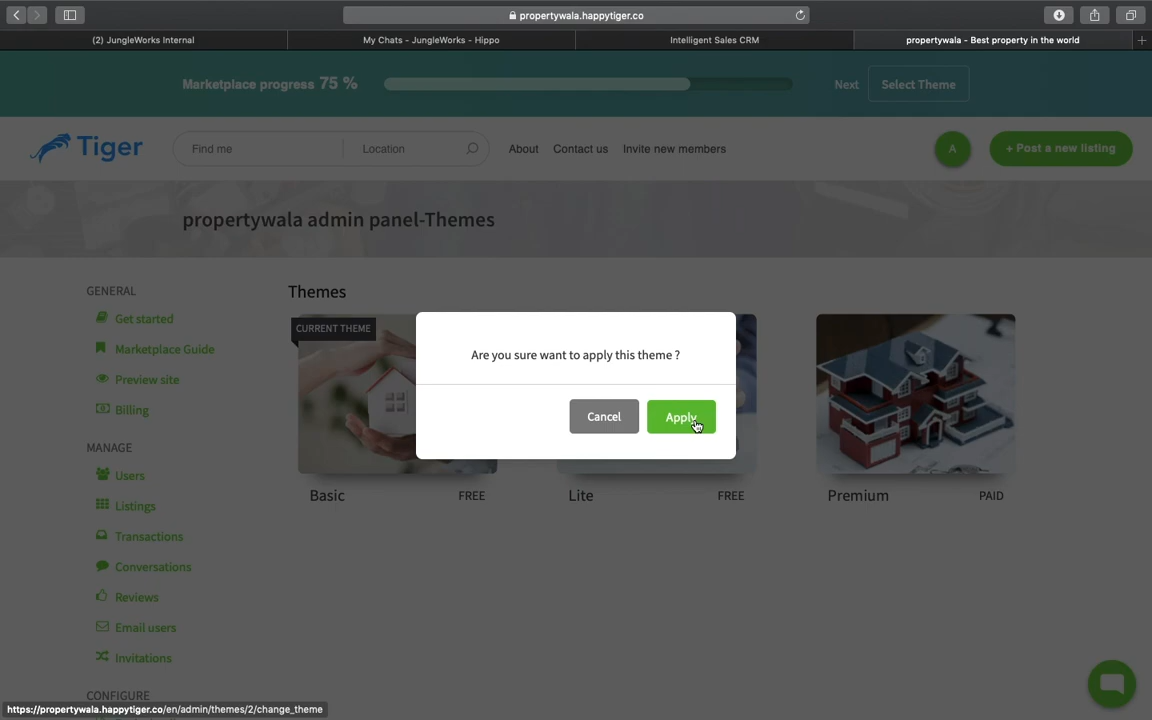 propertywala.happytiger.co
(2) JungleWorks Internal
My Chats - JungleWorks - Hippo
Intelligent Sales CRM
propertywala - Best property in the world
Marketplace progress 75 %
Next
Select Theme
Tiger
Find me
Location
About
Contact us
Invite new members
A
+ Post a new listing
propertywala admin panel-Themes
GENERAL
Get started
Marketplace Guide
Preview site
Billing
MANAGE
Users
Listings
Transactions
Conversations
Reviews
Email users
Invitations
CONFIGURE
Themes
CURRENT THEME
Are you sure want to apply this theme ?
Cancel
Apply
Basic
FREE
Lite
FREE
Premium
PAID
https://propertywala.happytiger.co/en/admin/themes/2/change_theme